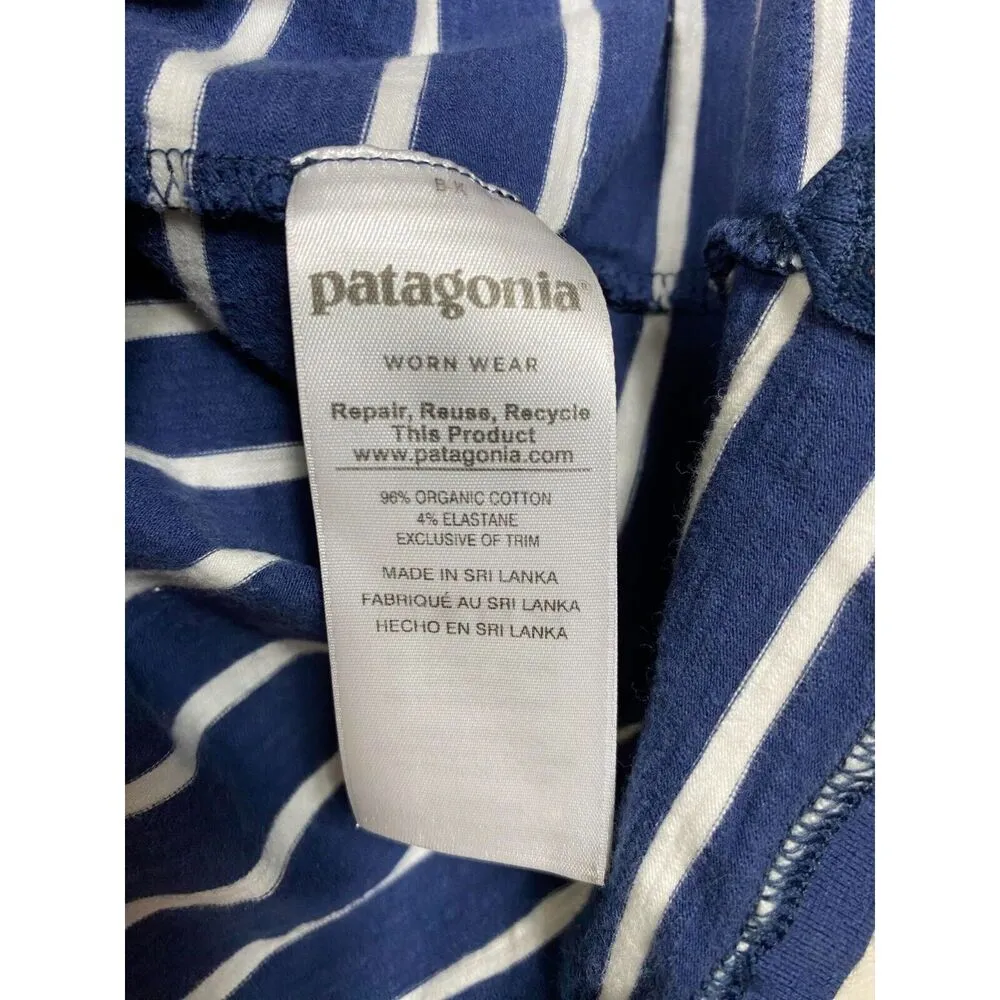 patagonia®
WORN WEAR
Repair, Reuse, Recycle
This Product
www.patagonia.com
96% ORGANIC COTTON
4% ELASTANE
EXCLUSIVE OF TRIM
MADE IN SRI LANKA
FABRIQUÉ AU SRI LANKA
HECHO EN SRI LANKA